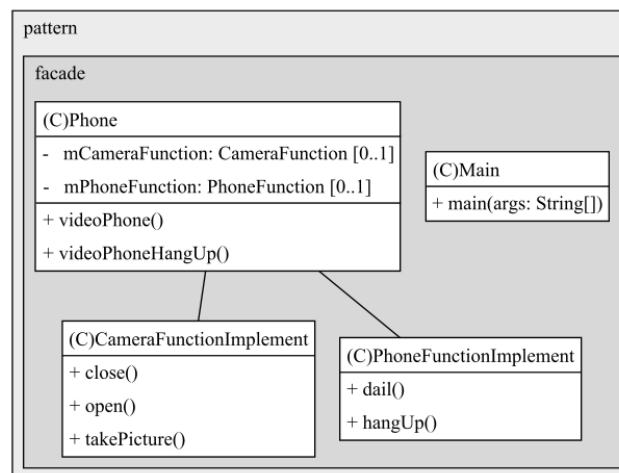 pattern
facade
(C)Phone
- mCameraFunction: CameraFunction [0..1]
- mPhoneFunction: PhoneFunction [0..1]
+ videoPhone()
+ videoPhoneHangUp()
(C)Main
+ main(args: String[])
(C)CameraFunctionImplement
+ close()
+ open()
+ takePicture()
(C)PhoneFunctionImplement
+ dail()
+ hangUp()